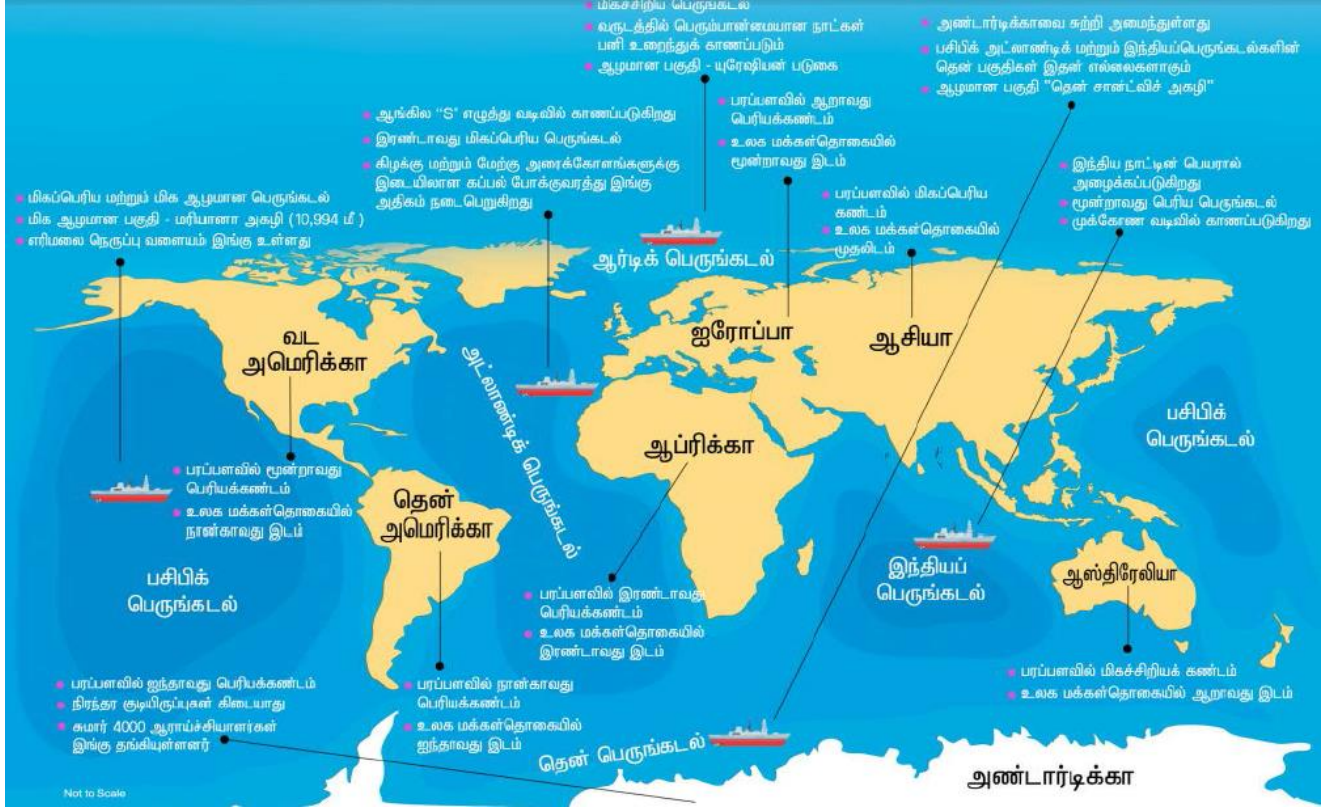 மிகச்சிறிய பெருங்கடல்
வருடத்தில் பெரும்பான்மையான நாட்கள்
பனி உறைந்துக் காணப்படும்
ஆழமான பகுதி - யுரேஷியன் படுகை
அண்டார்டிக்காவை சுற்றி அமைந்துள்ளது
பசிபிக் அட்லாண்டிக் மற்றும் இந்தியப்பெருங்கடல்களின்
தென் பகுதிகள் இதன் எல்லைகளாகும்
ஆழமான பகுதி "தென் சான்ட்விச் அகழி"
ஆங்கில "S" எழுத்து வடிவில் காணப்படுகிறது
இரண்டாவது மிகப்பெரிய பெருங்கடல்
கிழக்கு மற்றும் மேற்கு அரைக்கோளங்களுக்கு
இடையிலான கப்பல் போக்குவரத்து இங்கு
அதிகம் நடைபெறுகிறது
பரப்பளவில் ஆறாவது
பெரியக்கண்டம்
உலக மக்கள்தொகையில்
மூன்றாவது இடம்
இந்திய நாட்டின் பெயரால்
அழைக்கப்படுகிறது
மூன்றாவது பெரிய பெருங்கடல்
முக்கோண வடிவில் காணப்படுகிறது
மிகப்பெரிய மற்றும் மிக ஆழமான பெருங்கடல்
மிக ஆழமான பகுதி - மரியானா அகழி (10,994 மீ)
எரிமலை நெருப்பு வளையம் இங்கு உள்ளது
பரப்பளவில் மிகப்பெரிய
கண்டம்
உலக மக்கள்தொகையில்
முதலிடம்
ஆர்டிக் பெருங்கடல்
வட
அமெரிக்கா
ஐரோப்பா
ஆசியா
அட்லாண்டிக் பெருங்கடல்
பசிபிக்
பெருங்கடல்
ஆப்ரிக்கா
பரப்பளவில் மூன்றாவது
பெரியக்கண்டம்
உலக மக்கள்தொகையில்
நான்காவது இடம்
தென்
அமெரிக்கா
பசிபிக்
பெருங்கடல்
இந்தியப்
பெருங்கடல்
ஆஸ்திரேலியா
பரப்பளவில் இரண்டாவது
பெரியக்கண்டம்
உலக மக்கள்தொகையில்
இரண்டாவது இடம்
பரப்பளவில் ஐந்தாவது பெரியக்கண்டம்
நிரந்தர குடியிருப்புகள் கிடையாது
சுமார் 4000 ஆராய்ச்சியாளர்கள்
இங்கு தங்கியுள்ளனர்
பரப்பளவில் நான்காவது
பெரியக்கண்டம்
உலக மக்கள்தொகையில்
ஐந்தாவது இடம்
பரப்பளவில் மிகச்சிறியக் கண்டம்
உலக மக்கள்தொகையில் ஆறாவது இடம்
தென் பெருங்கடல்
அண்டார்டிக்கா
Not to Scale